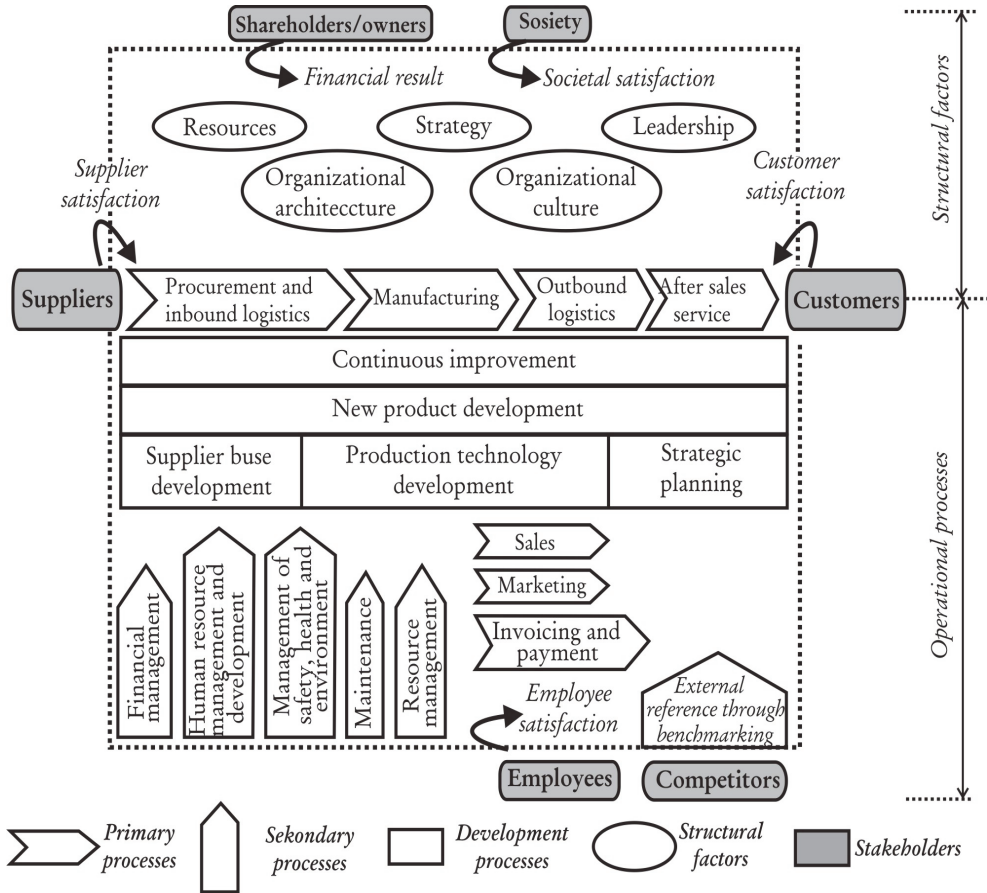 Shareholders/owners
Sosiety
Financial result
Societal satisfaction
Resources
Strategy
Leadership
Organizational
architeccture
Organizational
culture
Supplier
satisfaction
Customer
satisfaction
Structural factors
Suppliers
Procurement and
inbound logistics
Manufacturing
Outbound
logistics
After sales
service
Customers
Continuous improvement
New product development
Supplier buse
development
Production technology
development
Strategic
planning
Financial
management
Human resource
management and
development
Management of
safety, health and
environment
Maintenance
Resource
management
Sales
Marketing
Invoicing and
payment
Employee
satisfaction
External
reference through
benchmarking
Operational processes
Employees
Competitors
Primary
processes
Sekondary
processes
Development
processes
Structural
factors
Stakeholders